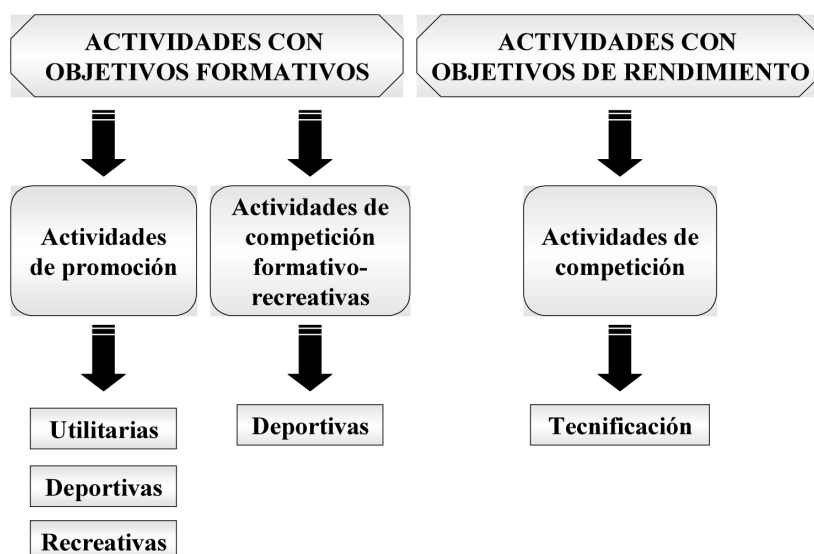 ACTIVIDADES CON
OBJETIVOS FORMATIVOS
ACTIVIDADES CON
OBJETIVOS DE RENDIMIENTO
Actividades
de promoción
Actividades de
competición
formativo-
recreativas
Actividades de
competición
Utilitarias
Deportivas
Recreativas
Deportivas
Tecnificación